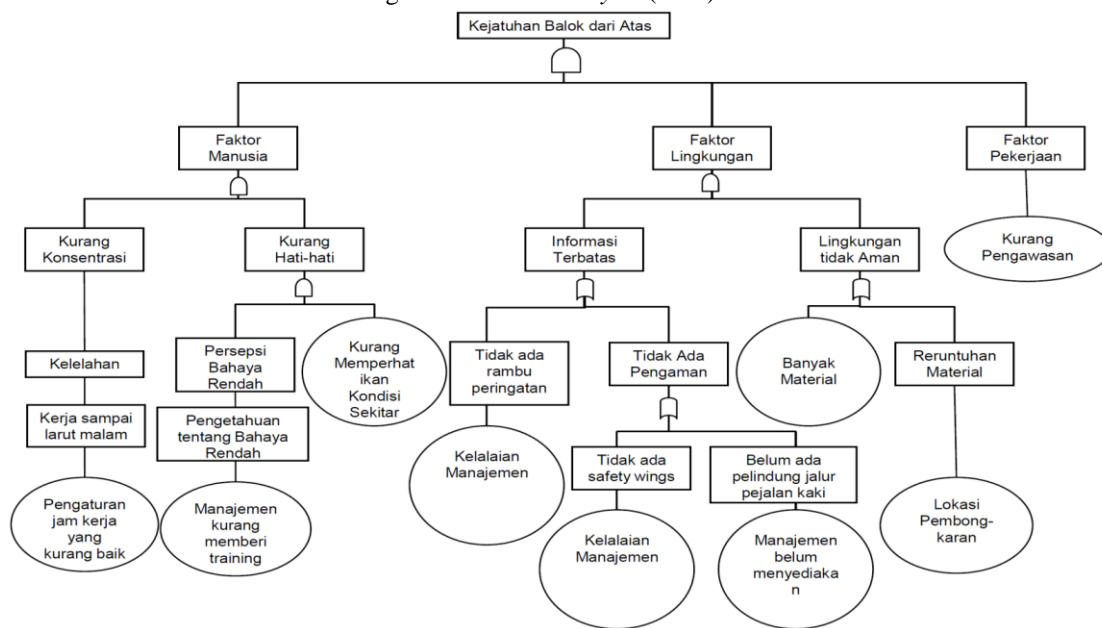 Kejatuhan Balok dari Atas
Faktor
Manusia
Faktor
Lingkungan
Faktor
Pekerjaan
Kurang
Konsentrasi
Kurang
Hati-hati
Informasi
Terbatas
Lingkungan
tidak Aman
Kurang
Pengawasan
Kelelahan
Persepsi
Bahaya
Rendah
Kurang
Memperhat
ikan
Kondisi
Sekitar
Tidak ada
rambu
peringatan
Tidak Ada
Pengaman
Banyak
Material
Reruntuhan
Material
Kerja sampai
larut malam
Pengetahuan
tentang Bahaya
Rendah
Kelalaian
Manajemen
Tidak ada
safety wings
Belum ada
pelindung jalur
pejalan kaki
Pengaturan
jam kerja
yang
kurang baik
Manajemen
kurang
memberi
training
Kelalaian
Manajemen
Manajemen
belum
menyediaka
n
Lokasi
Pembong-
karan